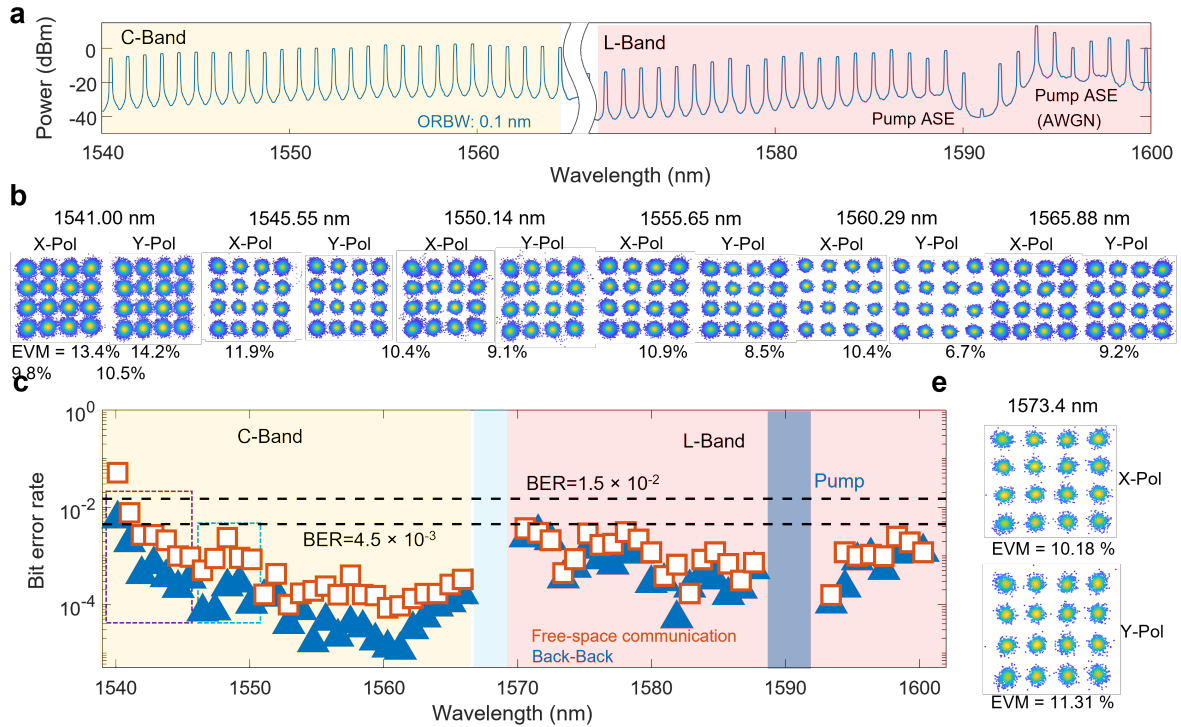 a
C-Band
L-Band
Power (dBm)
0
-20
-40
ORBW: 0.1 nm
Pump ASE
Pump ASE
(AWGN)
1540
1550
1560
1580
1590
1600
Wavelength (nm)
b
1541.00 nm
1545.55 nm
1550.14 nm
1555.65 nm
1560.29 nm
1565.88 nm
X-Pol Y-Pol X-Pol Y-Pol X-Pol Y-Pol X-Pol Y-Pol X-Pol Y-Pol X-Pol Y-Pol
EVM = 13.4% 14.2% 11.9% 10.4% 9.1% 10.9% 8.5% 10.4% 6.7% 9.2%
9.8% 10.5%
c
Bit error rate
10^0
10^-2
10^-4
C-Band
L-Band
BER=1.5 × 10^-2
BER=4.5 × 10^-3
Pump
Free-space communication
Back-Back
1540
1550
1560
1570
1580
1590
1600
Wavelength (nm)
e
1573.4 nm
X-Pol
EVM = 10.18 %
Y-Pol
EVM = 11.31 %